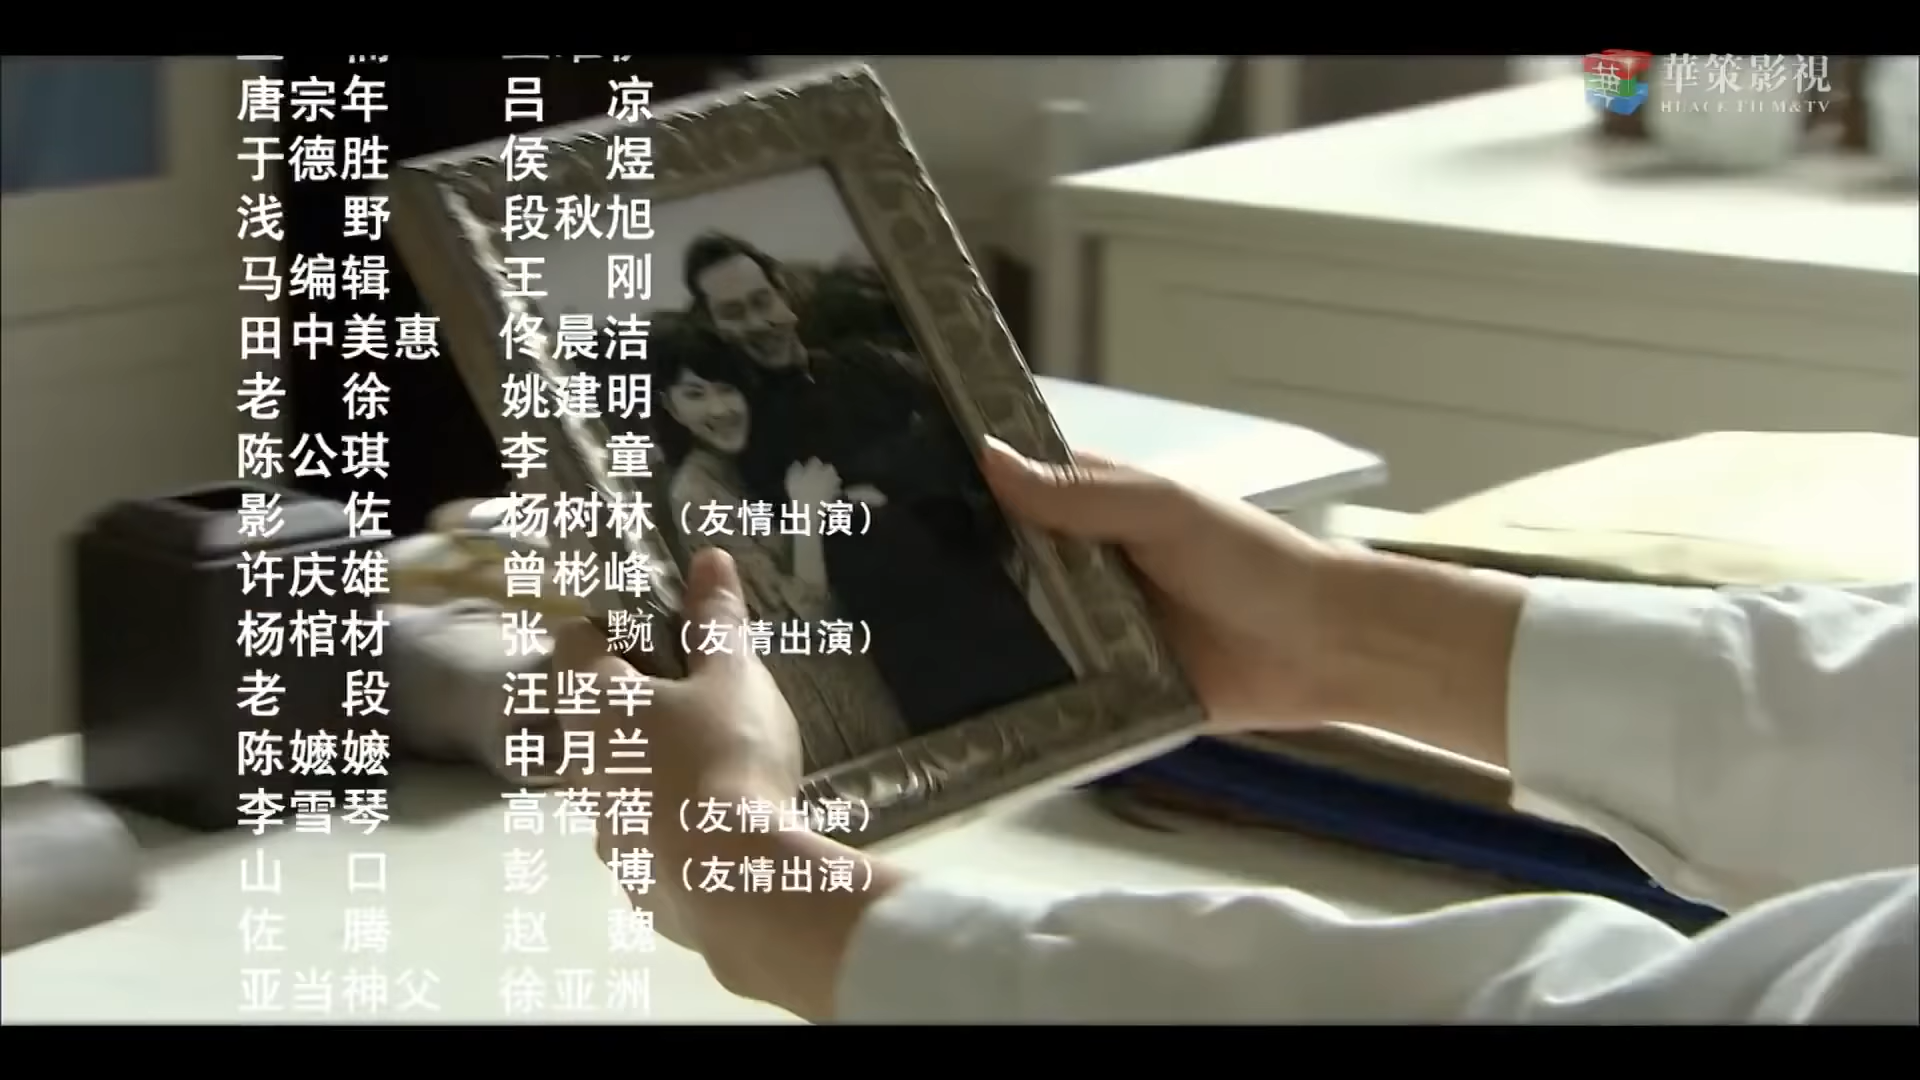 華策影視
HUACE FILM&TV
唐宗年 吕凉
于德胜 侯煜
浅野 段秋旭
马编辑 王刚
田中美惠 佟晨洁
老徐 姚建明
陈公琪 李童
影佐 杨树林（友情出演）
许庆雄 曾彬峰
杨棺材 张䵪（友情出演）
老段 汪坚辛
陈嬷嬷 申月兰
李雪琴 高蓓蓓（友情出演）
山口 彭博（友情出演）
佐腾 赵魏
亚当神父 徐亚洲